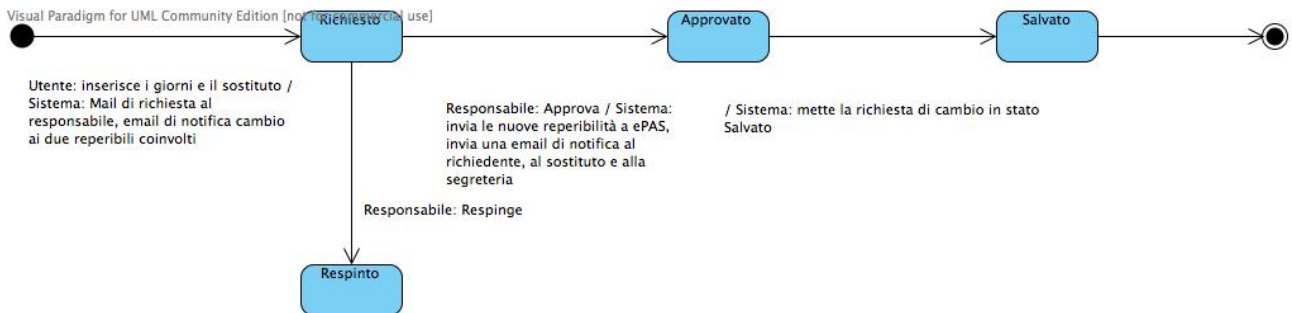 Visual Paradigm for UML Community Edition [not for commercial use]
Richiesto
Approvato
Salvato
Utente: inserisce i giorni e il sostituto /
Sistema: Mail di richiesta al
responsabile, email di notifica cambio
ai due reperibili coinvolti
Responsabile: Approva / Sistema:
invia le nuove reperibilità a ePAS,
invia una email di notifica al
richiedente, al sostituto e alla
segreteria
/ Sistema: mette la richiesta di cambio in stato
Salvato
Responsabile: Respinge
Respinto